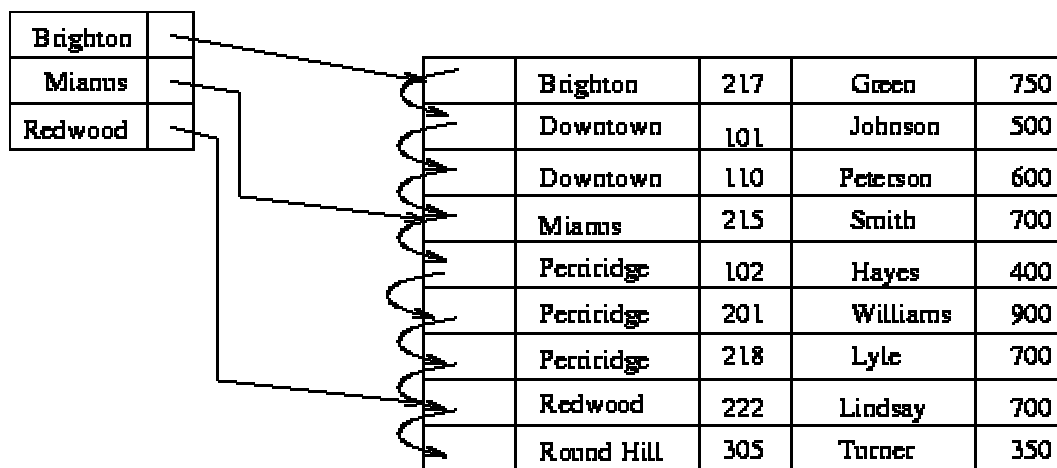 Brighton
Mianus
Redwood
Brighton 217 Green 750
Downtown 101 Johnson 500
Downtown 110 Peterson 600
Mianus 215 Smith 700
Perriridge 102 Hayes 400
Perriridge 201 Williams 900
Perriridge 218 Lyle 700
Redwood 222 Lindsay 700
Round Hill 305 Turner 350